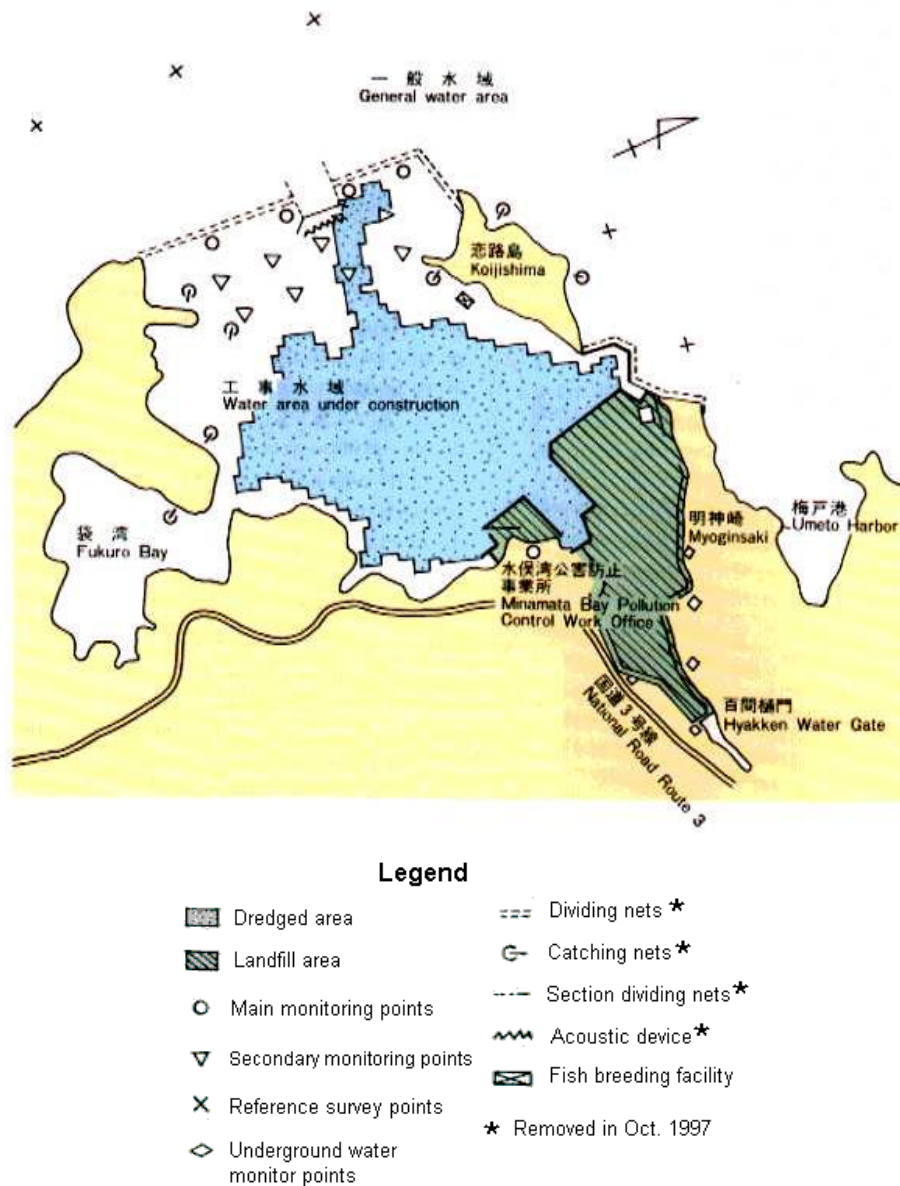 一般水域
General water area
恋路島
Koijishima
工事水域
Water area under construction
袋湾
Fukuro Bay
梅戸港
Umeto Harbor
明神崎
Myoginsaki
水俣湾公害防止
事業所
Minamata Bay Pollution
Control Work Office
国道3号線
National Road Route 3
百間樋門
Hyakken Water Gate
Legend
Dredged area
Landfill area
Main monitoring points
Secondary monitoring points
Reference survey points
Underground water
monitor points
Dividing nets *
Catching nets *
Section dividing nets *
Acoustic device *
Fish breeding facility
* Removed in Oct. 1997